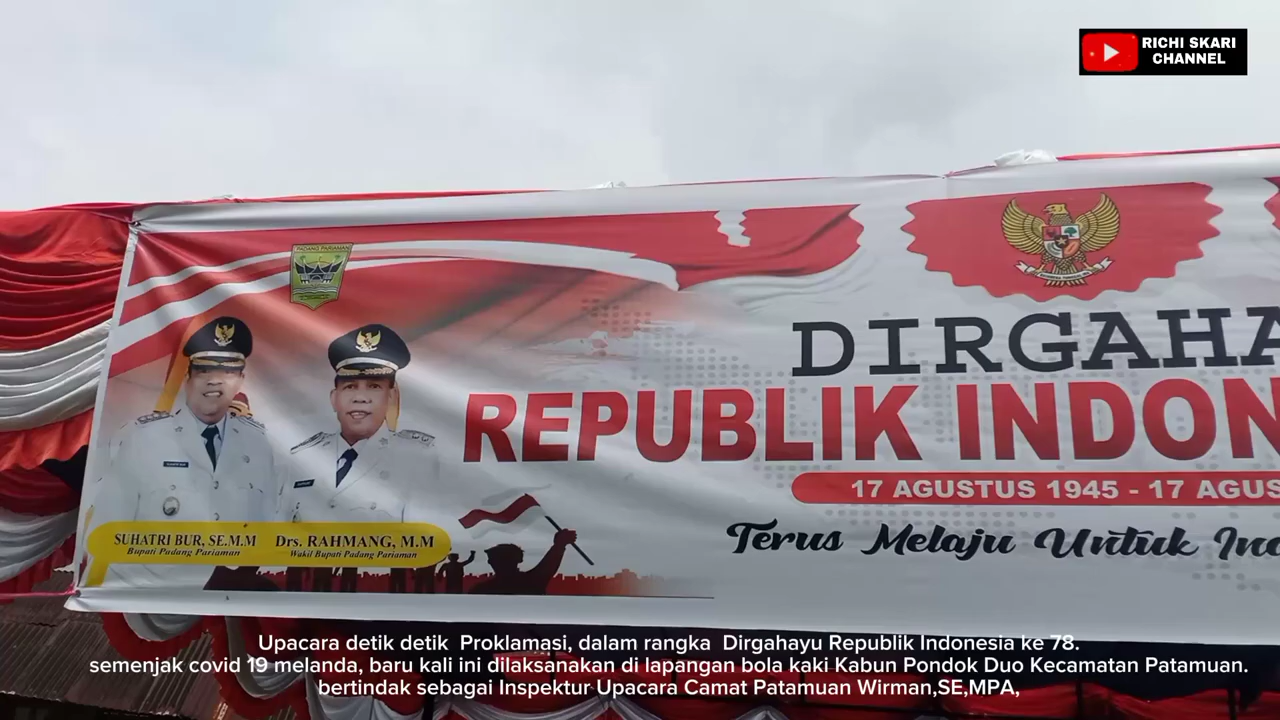 RICHI SKARI
CHANNEL
PADANG PARIAMAN
DIRGAHA
REPUBLIK INDON
17 AGUSTUS 1945 - 17 AGUS
Terus Melaju Untuk Ind
SUHATRI BUR, SE.M.M
Bupati Padang Pariaman
Drs. RAHMANG, M.M
Wakil Bupati Padang Pariaman
Upacara detik detik Proklamasi, dalam rangka Dirgahayu Republik Indonesia ke 78.
semenjak covid 19 melanda, baru kali ini dilaksanakan di lapangan bola kaki Kabun Pondok Duo Kecamatan Patamuan.
bertindak sebagai Inspektur Upacara Camat Patamuan Wirman,SE,MPA,